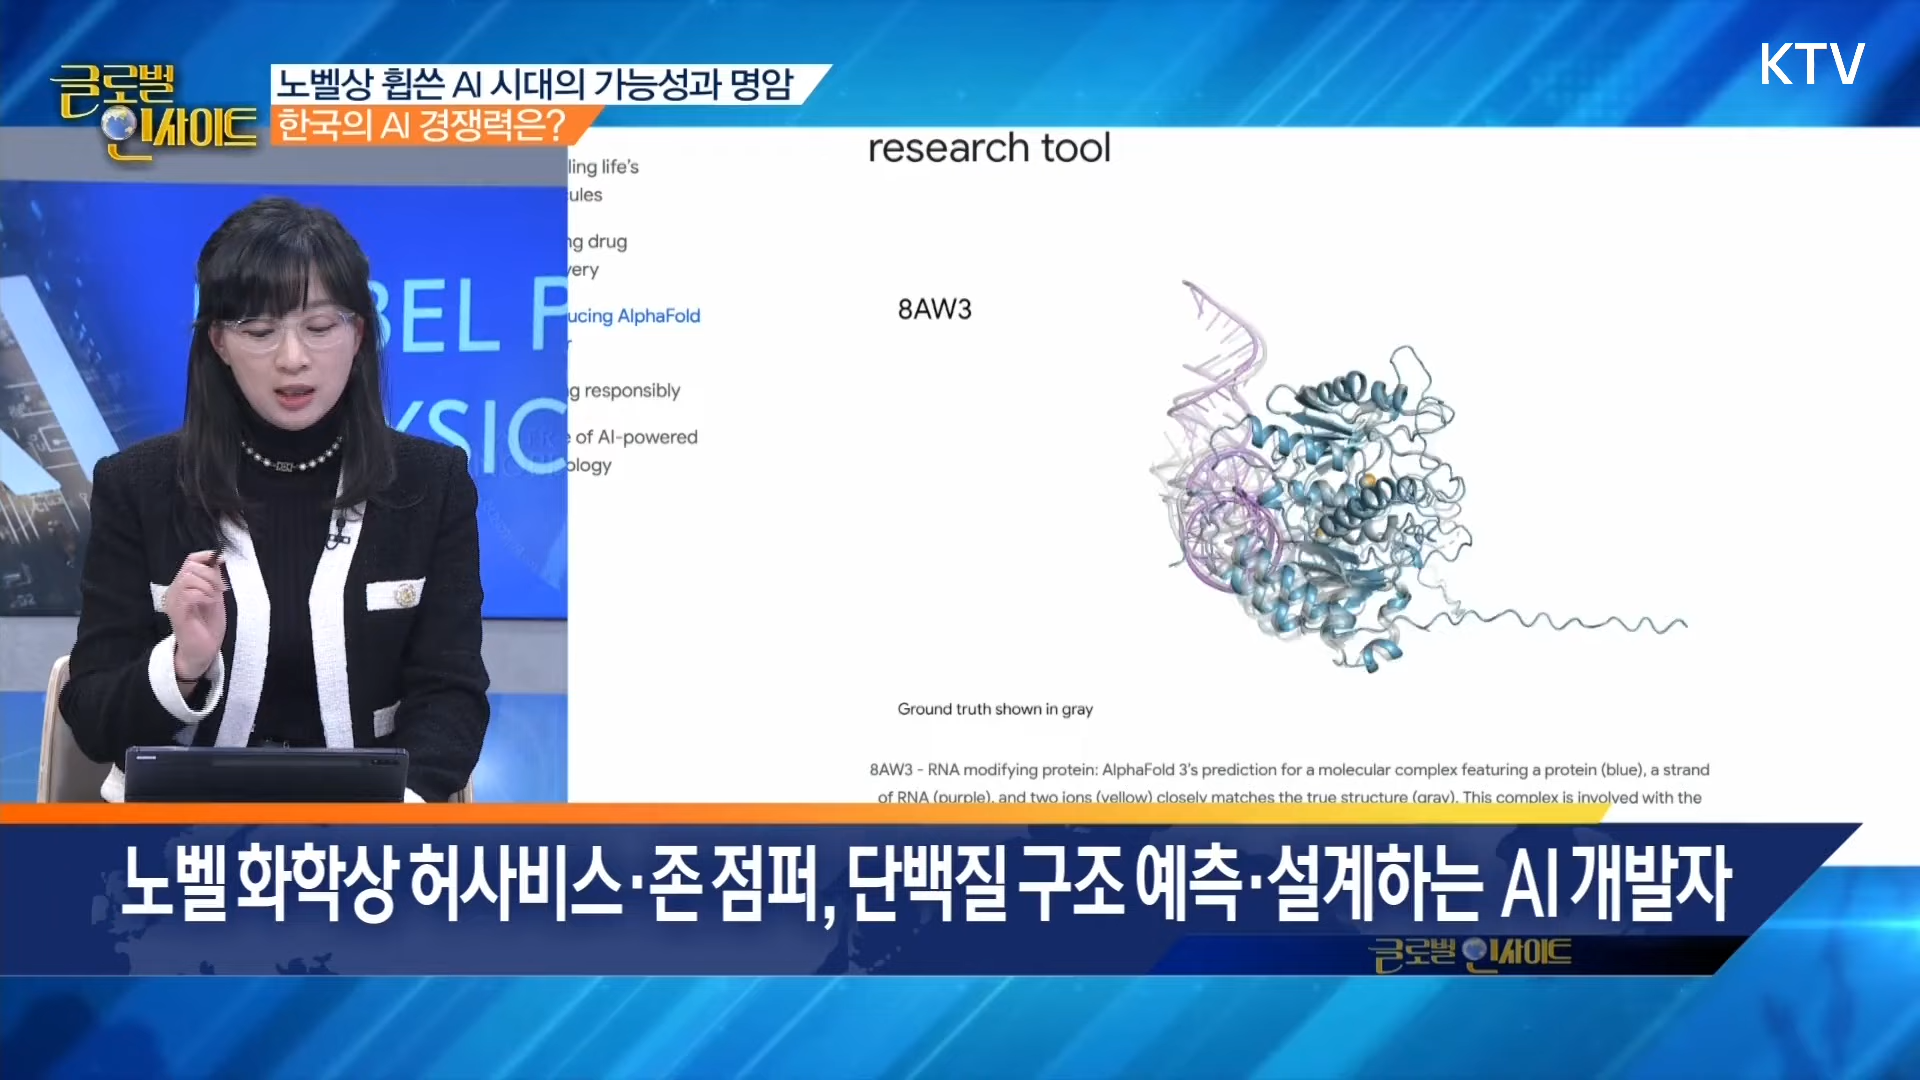 KTV
글로벌
인사이트
노벨상 휩쓴 AI 시대의 가능성과 명암
한국의 AI 경쟁력은?
BEL P
YSIC
ling life's
ules
ng drug
very
ucing AlphaFold
r
g responsibly
e of AI-powered
ology
research tool
8AW3
Ground truth shown in gray
8AW3 - RNA modifying protein: AlphaFold 3's prediction for a molecular complex featuring a protein (blue), a strand
of RNA (purple), and two ions (yellow) closely matches the true structure (gray). This complex is involved with the
노벨 화학상 허사비스·존 점퍼, 단백질 구조 예측·설계하는 AI 개발자
글로벌 인사이트